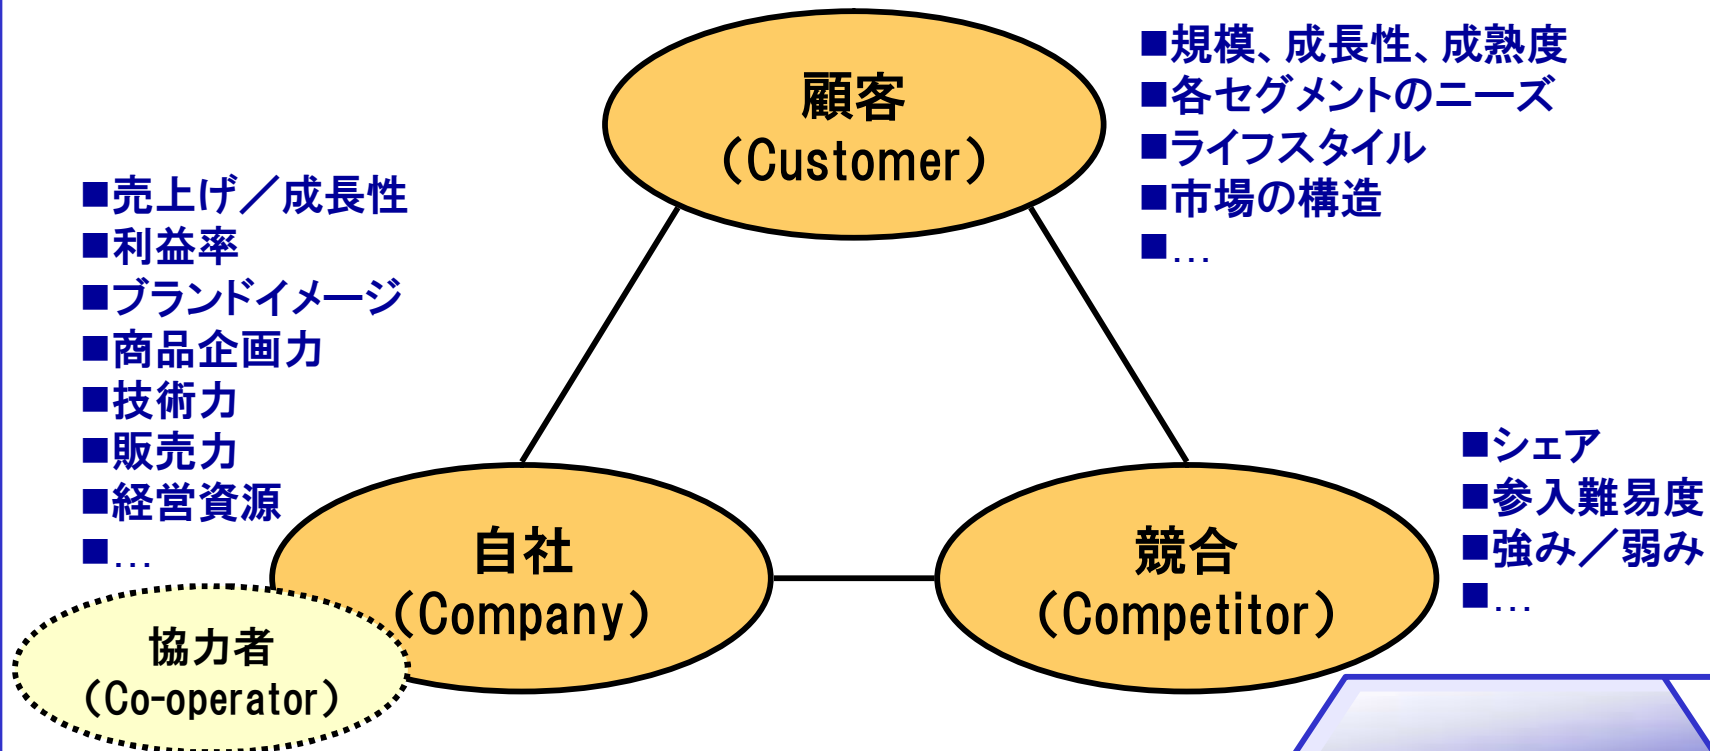 顧客
（Customer）
■規模、成長性、成熟度
■各セグメントのニーズ
■ライフスタイル
■市場の構造
■…
■売上げ／成長性
■利益率
■ブランドイメージ
■商品企画力
■技術力
■販売力
■経営資源
■…
自社
（Company）
競合
（Competitor）
■シェア
■参入難易度
■強み／弱み
■…
協力者
（Co-operator）